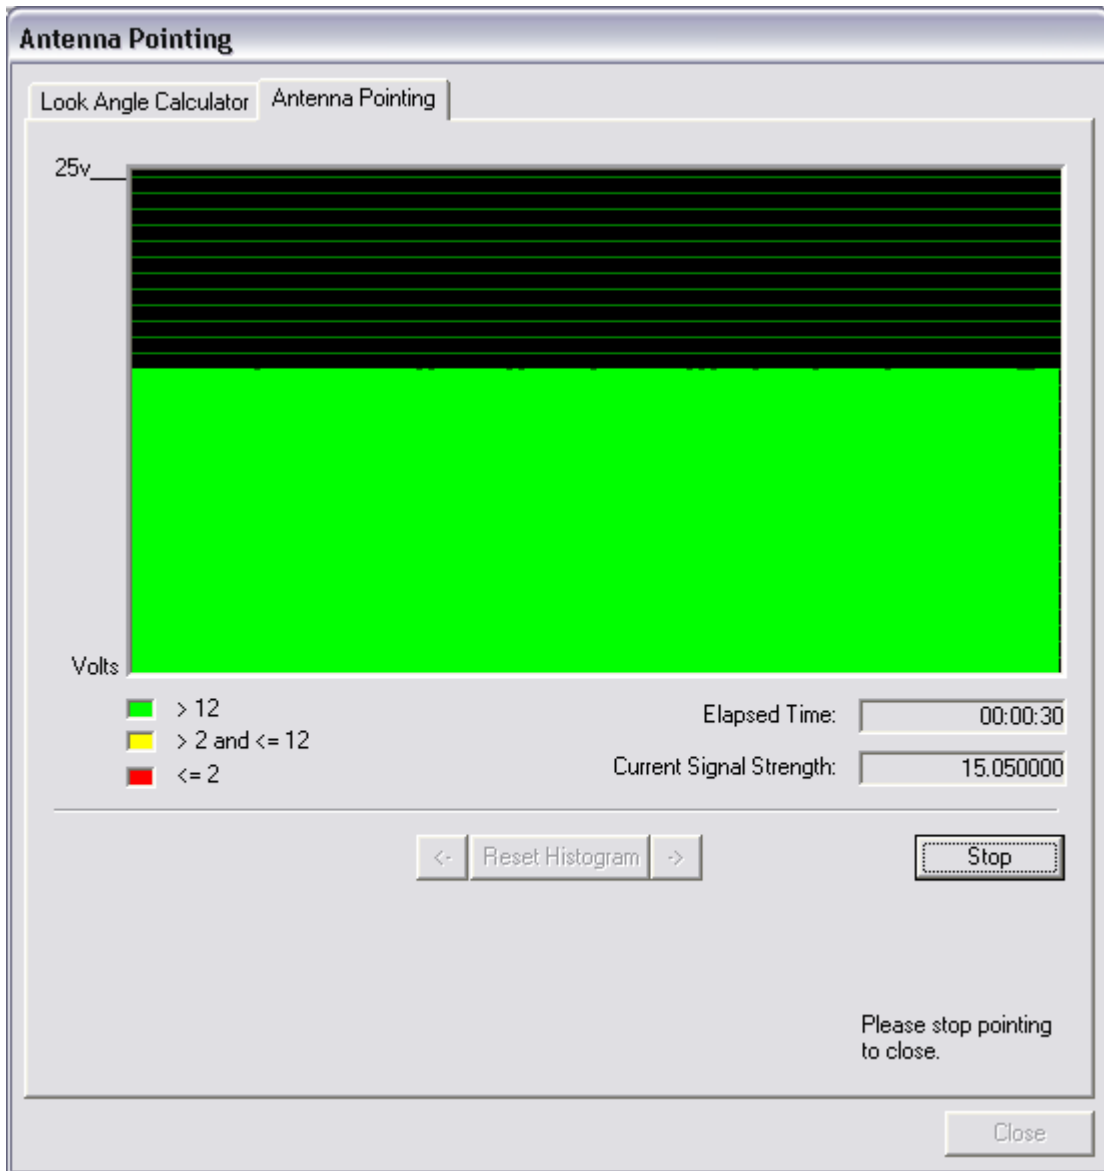 Antenna Pointing
Look Angle Calculator Antenna Pointing
25v
Volts
> 12
> 2 and <= 12
<= 2
Elapsed Time: 00:00:30
Current Signal Strength: 15.050000
<- Reset Histogram -> Stop
Please stop pointing
to close.
Close